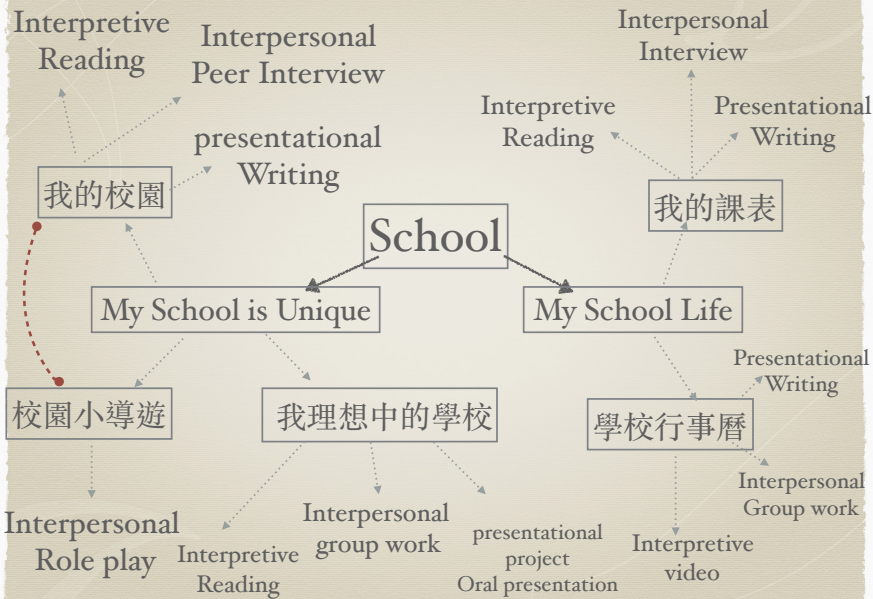 Interpretive
Reading
Interpersonal
Peer Interview
presentational
Writing
Interpersonal
Interview
Interpretive
Reading
Presentational
Writing
我的校園
School
我的課表
My School is Unique
My School Life
校園小導遊
我理想中的學校
學校行事曆
Presentational
Writing
Interpersonal
Group work
Interpersonal
Role play
Interpretive
Reading
Interpersonal
group work
presentational
project
Oral presentation
Interpretive
video